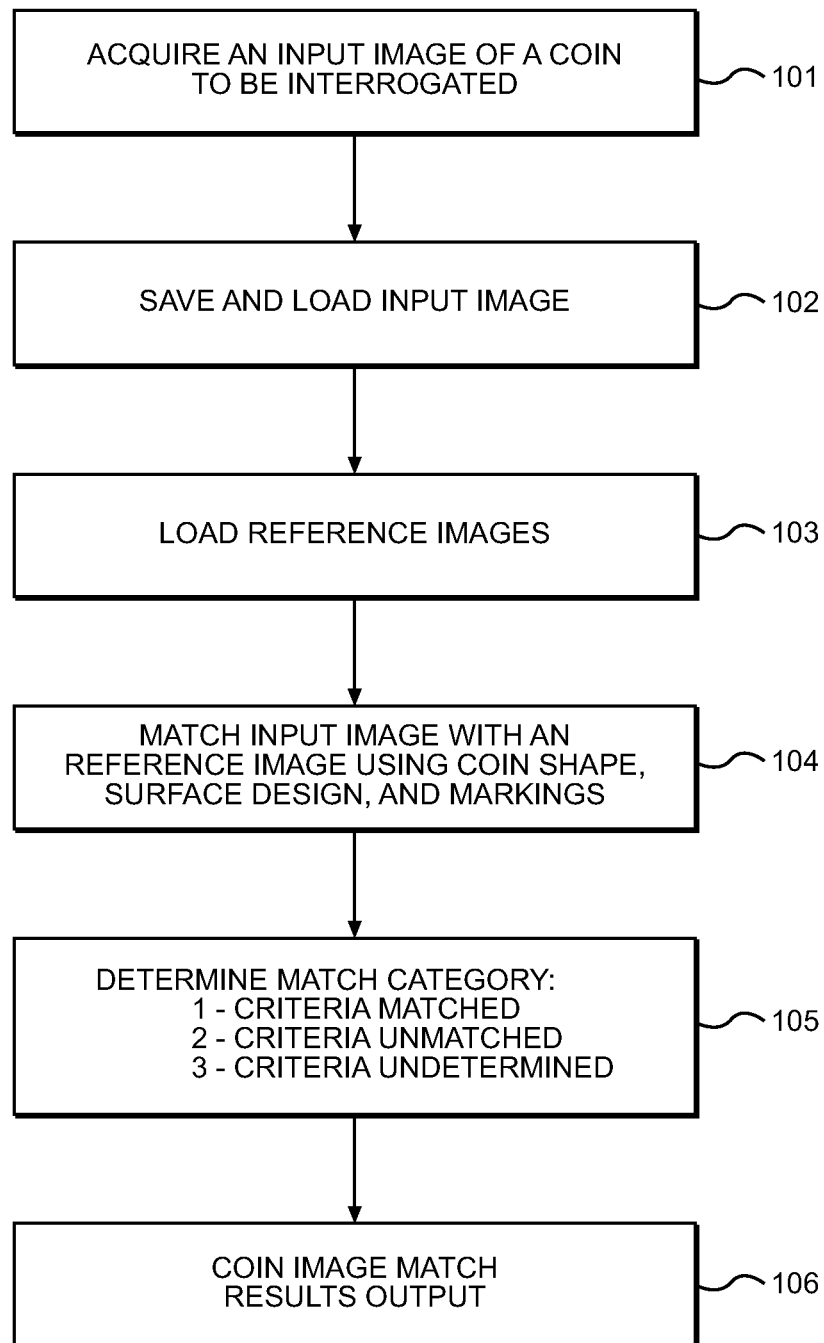 ACQUIRE AN INPUT IMAGE OF A COIN
TO BE INTERROGATED
101
SAVE AND LOAD INPUT IMAGE
102
LOAD REFERENCE IMAGES
103
MATCH INPUT IMAGE WITH AN
REFERENCE IMAGE USING COIN SHAPE,
SURFACE DESIGN, AND MARKINGS
104
DETERMINE MATCH CATEGORY:
1 - CRITERIA MATCHED
2 - CRITERIA UNMATCHED
3 - CRITERIA UNDETERMINED
105
COIN IMAGE MATCH
RESULTS OUTPUT
106